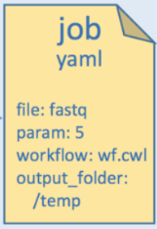 job
yaml
file: fastq
param: 5
workflow: wf.cwl
output_folder:
/temp